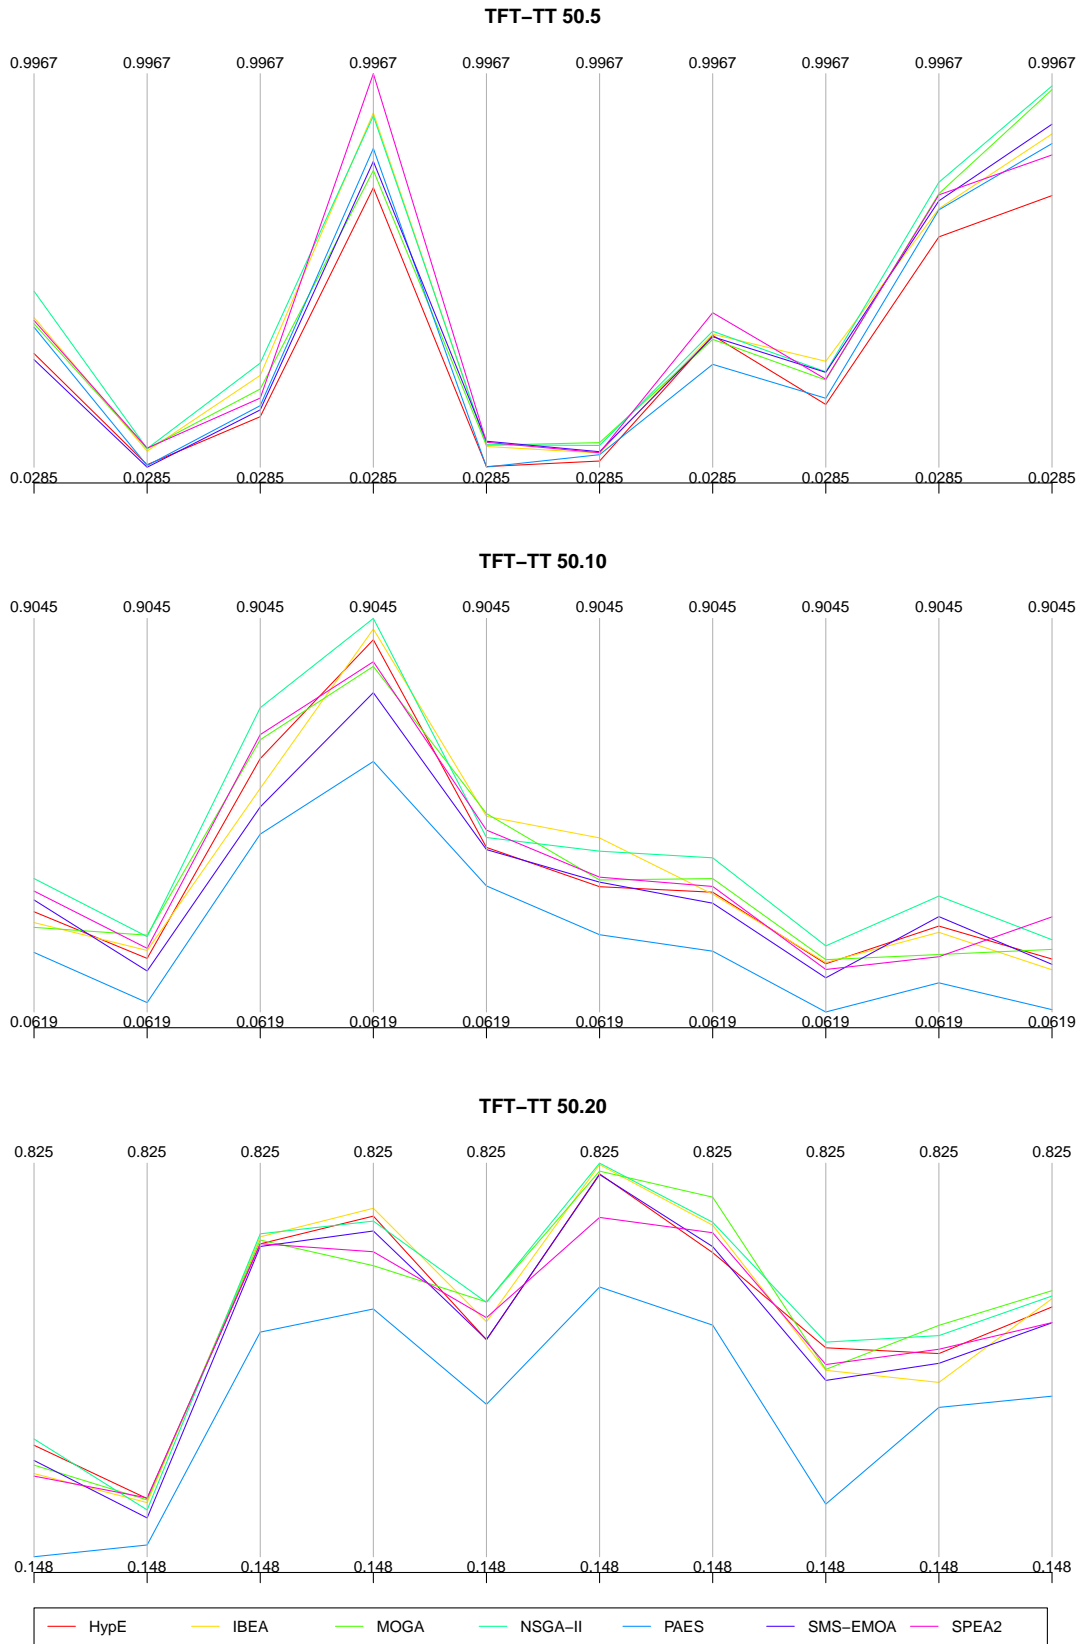 TFT−TT 50.5
0.9967 0.9967 0.9967 0.9967 0.9967 0.9967 0.9967 0.9967 0.9967 0.9967
0.0285 0.0285 0.0285 0.0285 0.0285 0.0285 0.0285 0.0285 0.0285 0.0285
TFT−TT 50.10
0.9045 0.9045 0.9045 0.9045 0.9045 0.9045 0.9045 0.9045 0.9045 0.9045
0.0619 0.0619 0.0619 0.0619 0.0619 0.0619 0.0619 0.0619 0.0619 0.0619
TFT−TT 50.20
0.825 0.825 0.825 0.825 0.825 0.825 0.825 0.825 0.825 0.825
0.148 0.148 0.148 0.148 0.148 0.148 0.148 0.148 0.148 0.148
HypE IBEA MOGA NSGA−II PAES SMS−EMOA SPEA2